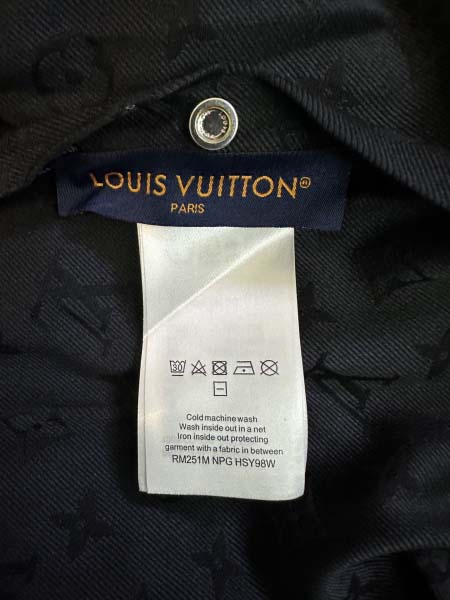 LOUIS VUITTON®
PARIS
30
Cold machine wash
Wash inside out in a net
Iron inside out protecting
garment with a fabric in between
RM251M NPG HSY98W